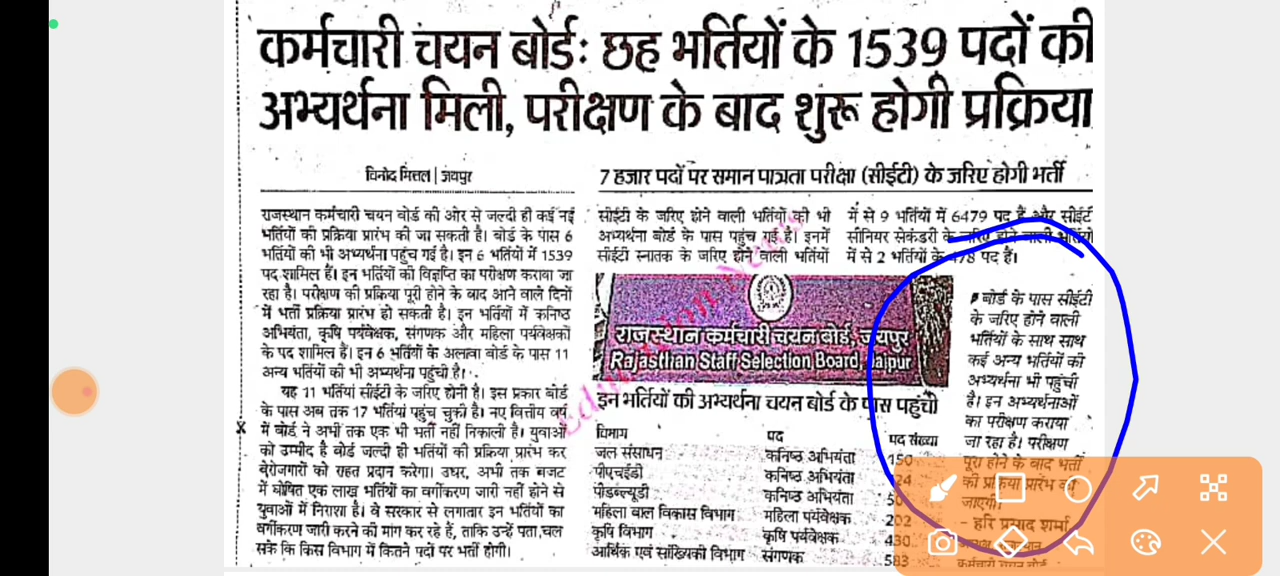 कर्मचारी चयन बोर्डः छह भर्तियों के 1539 पदों की
अभ्यर्थना मिली, परीक्षण के बाद शुरू होगी प्रक्रिया
विनोद मित्तल | जयपुर
राजस्थान कर्मचारी चयन बोर्ड की ओर से जल्दी ही कई नई
भर्तियों की प्रक्रिया प्रारंभ की जा सकती है। बोर्ड के पास 6
भर्तियों की भी अभ्यर्थना पहुंच गई है। इन 6 भर्तियों में 1539
पद शामिल हैं। इन भर्तियों की विज्ञप्ति का परीक्षण कराया जा
रहा है। परीक्षण की प्रक्रिया पूरी होने के बाद आने वाले दिनों
में भर्ती प्रक्रिया प्रारंभ हो सकती है। इन भर्तियों में कनिष्ठ
अभियंता, कृषि पर्यवेक्षक, संगणक और महिला पर्यवेक्षकों
के पद शामिल हैं। इन 6 भर्तियों के अलावा बोर्ड के पास 11
अन्य भर्तियों की भी अभ्यर्थना पहुंची है।
यह 11 भर्तियां सीईटी के जरिए होनी है। इस प्रकार बोर्ड
के पास अब तक 17 भर्तियां पहुंच चुकी है। नए वित्तीय वर्ष
में बोर्ड ने अभी तक एक भी भर्ती नहीं निकाली है। युवाओं
को उम्मीद है बोर्ड जल्दी ही भर्तियों की प्रक्रिया प्रारंभ कर
बेरोजगारों को राहत प्रदान करेगा। उधर, अभी तक बजट
में घोषित एक लाख भर्तियों का वर्गीकरण जारी नहीं होने से
युवाओं में निराशा है। वे सरकार से लगातार इन भर्तियों का
वर्गीकरण जारी करने की मांग कर रहे हैं, ताकि उन्हें पता चल
सके कि किस विभाग में कितने पदों पर भर्ती होगी।
7 हजार पदों पर समान पात्रता परीक्षा (सीईटी) के जरिए होगी भर्ती
सीईटी के जरिए होने वाली भर्तियों की भी
अभ्यर्थना बोर्ड के पास पहुंच गई है। इनमें
सीईटी स्नातक के जरिए होने वाली भर्तियों
में से 9 भर्तियों में 6479 पद हैं और सीईटी
सीनियर सेकंडरी के जरिए होने वाली भर्तियों
में से 2 भर्तियों के 478 पद हैं।
राजस्थान कर्मचारी चयन बोर्ड, जयपुर
Rajasthan Staff Selection Board Jaipur
Education News
इन भर्तियों की अभ्यर्थना चयन बोर्ड के पास पहुंची
विभाग पद पद संख्या
जल संसाधन कनिष्ठ अभियंता 150
पीएचईडी कनिष्ठ अभियंता
पीडब्ल्यूडी कनिष्ठ अभियंता
महिला बाल विकास विभाग महिला पर्यवेक्षक 202
कृषि विभाग कृषि पर्यवेक्षक 430
आर्थिक एवं सांख्यिकी विभाग संगणक 583
बोर्ड के पास सीईटी
के जरिए होने वाली
भर्तियों के साथ साथ
कई अन्य भर्तियों की
अभ्यर्थना भी पहुंची
है। इन अभ्यर्थनाओं
का परीक्षण कराया
जा रहा है। परीक्षण
पूरा होने के बाद भर्ती
की प्रक्रिया प्रारंभ की
जाएगी।
- हरि प्रसाद शर्मा,
कर्मचारी चयन बोर्ड